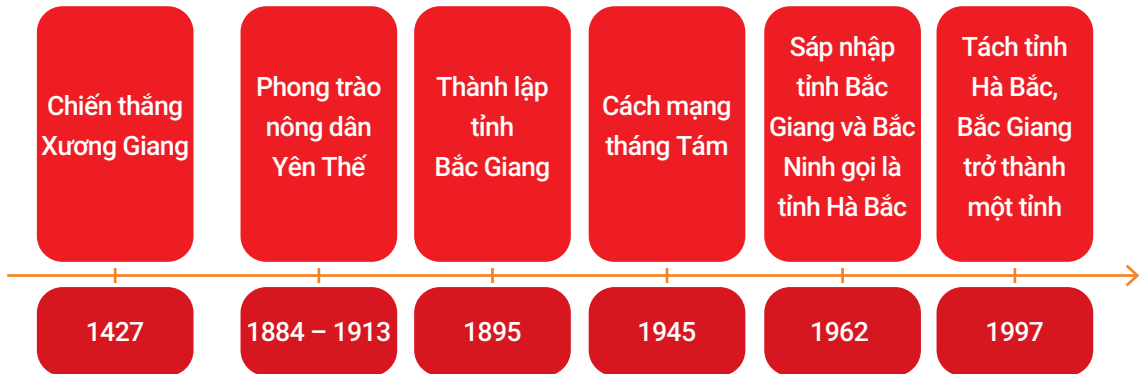 Chiến thắng
Xương Giang
Phong trào
nông dân
Yên Thế
Thành lập
tỉnh
Bắc Giang
Cách mạng
tháng Tám
Sáp nhập
tỉnh Bắc
Giang và Bắc
Ninh gọi là
tỉnh Hà Bắc
Tách tỉnh
Hà Bắc,
Bắc Giang
trở thành
một tỉnh
1427
1884 – 1913
1895
1945
1962
1997